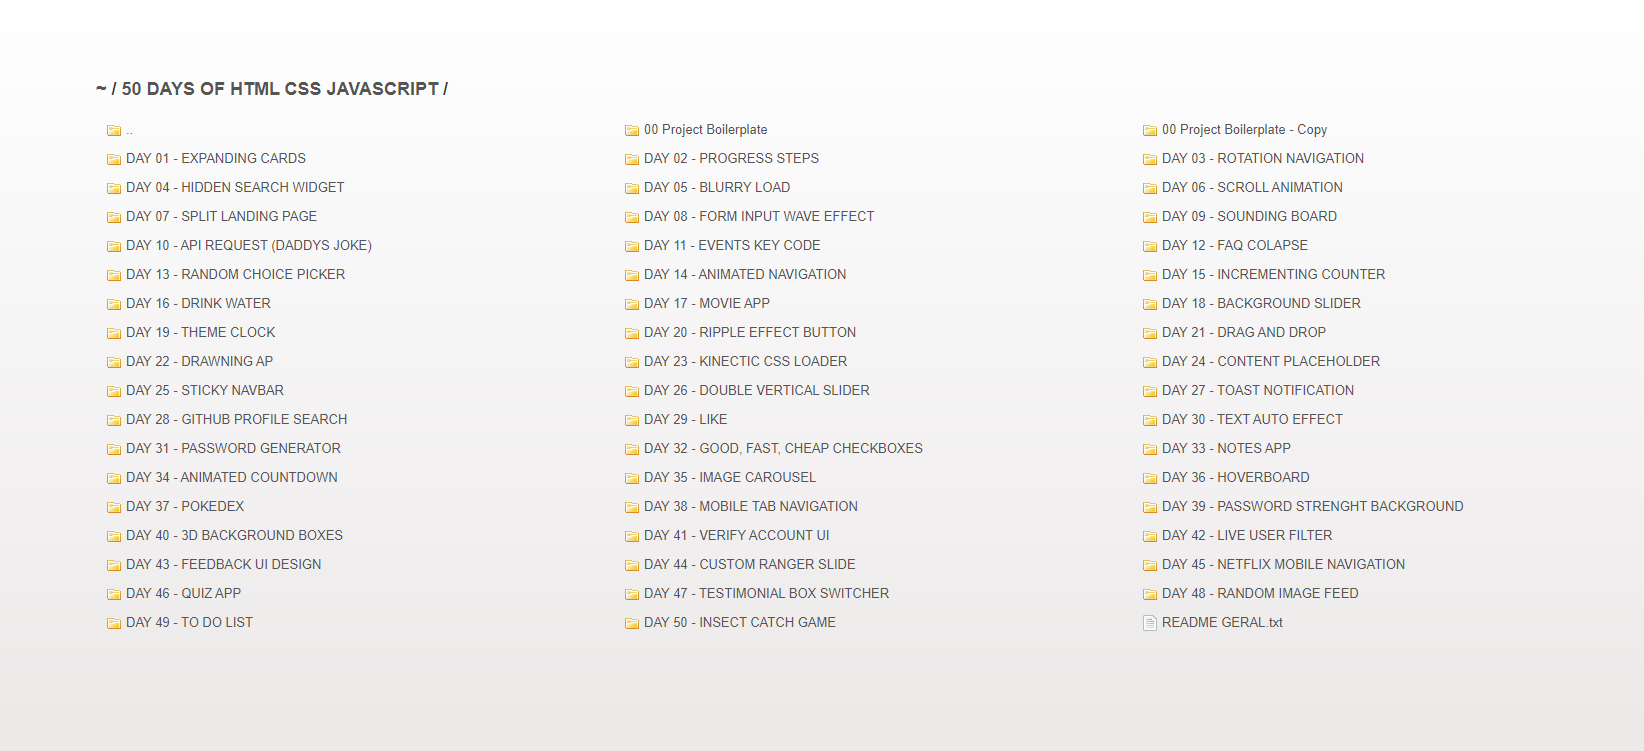 ~ / 50 DAYS OF HTML CSS JAVASCRIPT /
..
00 Project Boilerplate
00 Project Boilerplate - Copy
DAY 01 - EXPANDING CARDS
DAY 02 - PROGRESS STEPS
DAY 03 - ROTATION NAVIGATION
DAY 04 - HIDDEN SEARCH WIDGET
DAY 05 - BLURRY LOAD
DAY 06 - SCROLL ANIMATION
DAY 07 - SPLIT LANDING PAGE
DAY 08 - FORM INPUT WAVE EFFECT
DAY 09 - SOUNDING BOARD
DAY 10 - API REQUEST (DADDYS JOKE)
DAY 11 - EVENTS KEY CODE
DAY 12 - FAQ COLAPSE
DAY 13 - RANDOM CHOICE PICKER
DAY 14 - ANIMATED NAVIGATION
DAY 15 - INCREMENTING COUNTER
DAY 16 - DRINK WATER
DAY 17 - MOVIE APP
DAY 18 - BACKGROUND SLIDER
DAY 19 - THEME CLOCK
DAY 20 - RIPPLE EFFECT BUTTON
DAY 21 - DRAG AND DROP
DAY 22 - DRAWNING AP
DAY 23 - KINECTIC CSS LOADER
DAY 24 - CONTENT PLACEHOLDER
DAY 25 - STICKY NAVBAR
DAY 26 - DOUBLE VERTICAL SLIDER
DAY 27 - TOAST NOTIFICATION
DAY 28 - GITHUB PROFILE SEARCH
DAY 29 - LIKE
DAY 30 - TEXT AUTO EFFECT
DAY 31 - PASSWORD GENERATOR
DAY 32 - GOOD, FAST, CHEAP CHECKBOXES
DAY 33 - NOTES APP
DAY 34 - ANIMATED COUNTDOWN
DAY 35 - IMAGE CAROUSEL
DAY 36 - HOVERBOARD
DAY 37 - POKEDEX
DAY 38 - MOBILE TAB NAVIGATION
DAY 39 - PASSWORD STRENGHT BACKGROUND
DAY 40 - 3D BACKGROUND BOXES
DAY 41 - VERIFY ACCOUNT UI
DAY 42 - LIVE USER FILTER
DAY 43 - FEEDBACK UI DESIGN
DAY 44 - CUSTOM RANGER SLIDE
DAY 45 - NETFLIX MOBILE NAVIGATION
DAY 46 - QUIZ APP
DAY 47 - TESTIMONIAL BOX SWITCHER
DAY 48 - RANDOM IMAGE FEED
DAY 49 - TO DO LIST
DAY 50 - INSECT CATCH GAME
README GERAL.txt